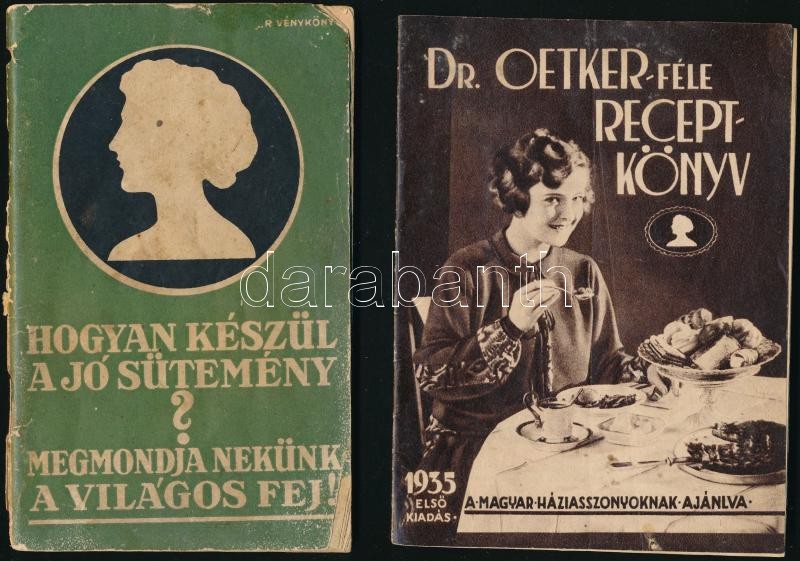 HOGYAN KÉSZÜL
A JÓ SÜTEMÉNY
?
MEGMONDJA NEKÜNK
A VILÁGOS FEJ!
DR. OETKER-FÉLE
RECEPT-
KÖNYV
1935
ELSŐ
KIADÁS·
A·MAGYAR·HÁZIASSZONYOKNAK·AJÁNLVA·
darabanth